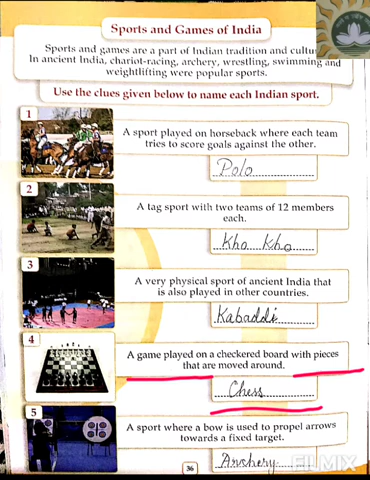 Sports and Games of India
Sports and games are a part of Indian tradition and cultu
In ancient India, chariot-racing, archery, wrestling, swimming and
weightlifting were popular sports.
Use the clues given below to name each Indian sport.
1
A sport played on horseback where each team
tries to score goals against the other.
Polo
2
A tag sport with two teams of 12 members
each.
Kho Kho
3
A very physical sport of ancient India that
is also played in other countries.
Kabaddi
4
A game played on a checkered board with pieces
that are moved around.
Chess
5
A sport where a bow is used to propel arrows
towards a fixed target.
Archery
36